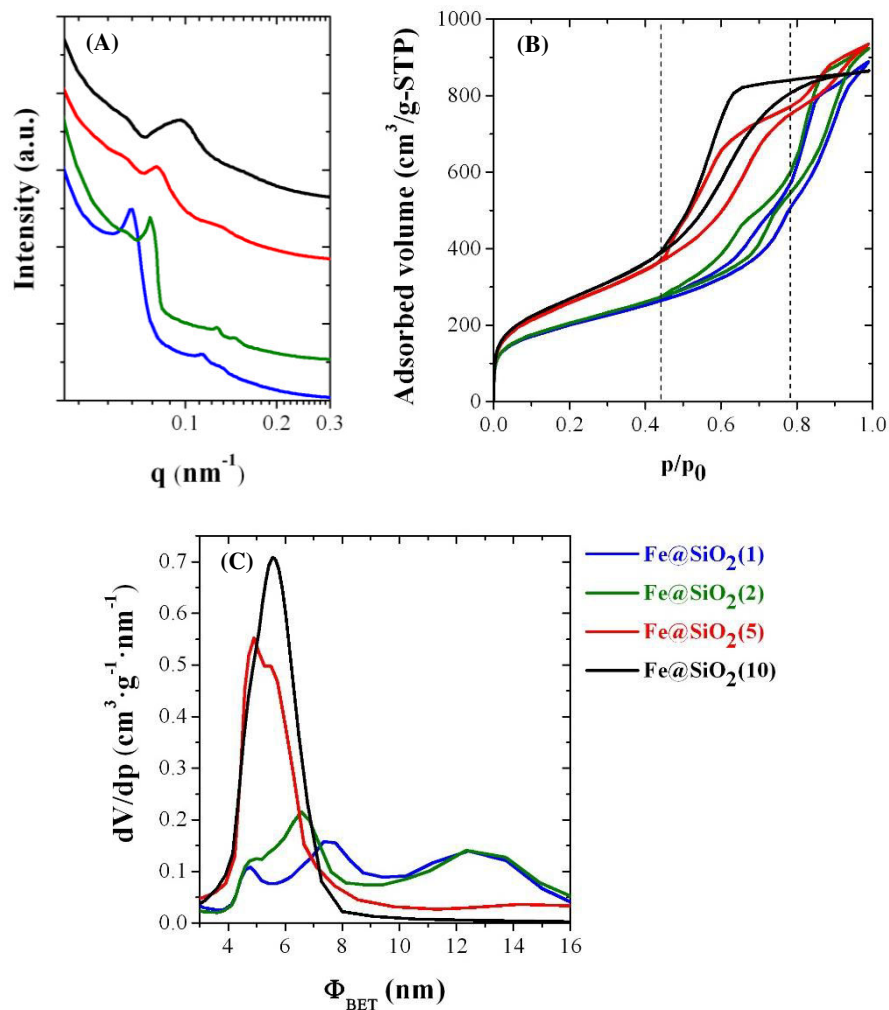 (A)
Intensity (a.u.)
0.1 0.2 0.3
q (nm⁻¹)
(B)
Adsorbed volume (cm³/g-STP)
1000
800
600
400
200
0
0.0 0.2 0.4 0.6 0.8 1.0
p/p₀
(C)
dV/dp (cm³·g⁻¹·nm⁻¹)
0.7
0.6
0.5
0.4
0.3
0.2
0.1
0.0
4 6 8 10 12 14 16
Φ_BET (nm)
Fe@SiO₂(1)
Fe@SiO₂(2)
Fe@SiO₂(5)
Fe@SiO₂(10)